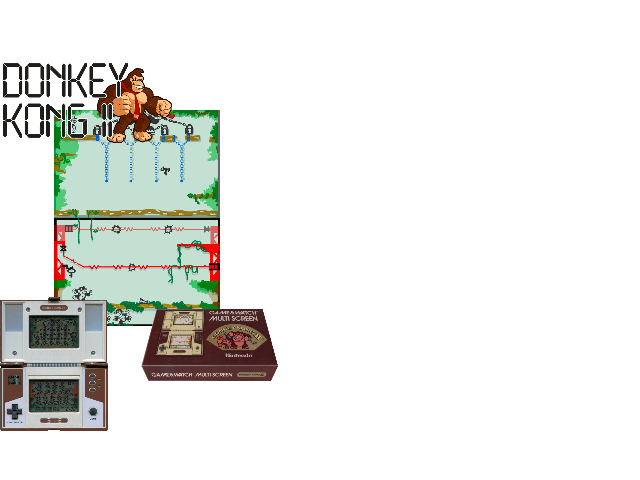 DONKEY
KONG II
GAME&WATCH
MULTI SCREEN
Nintendo
GAME&WATCH MULTI SCREEN